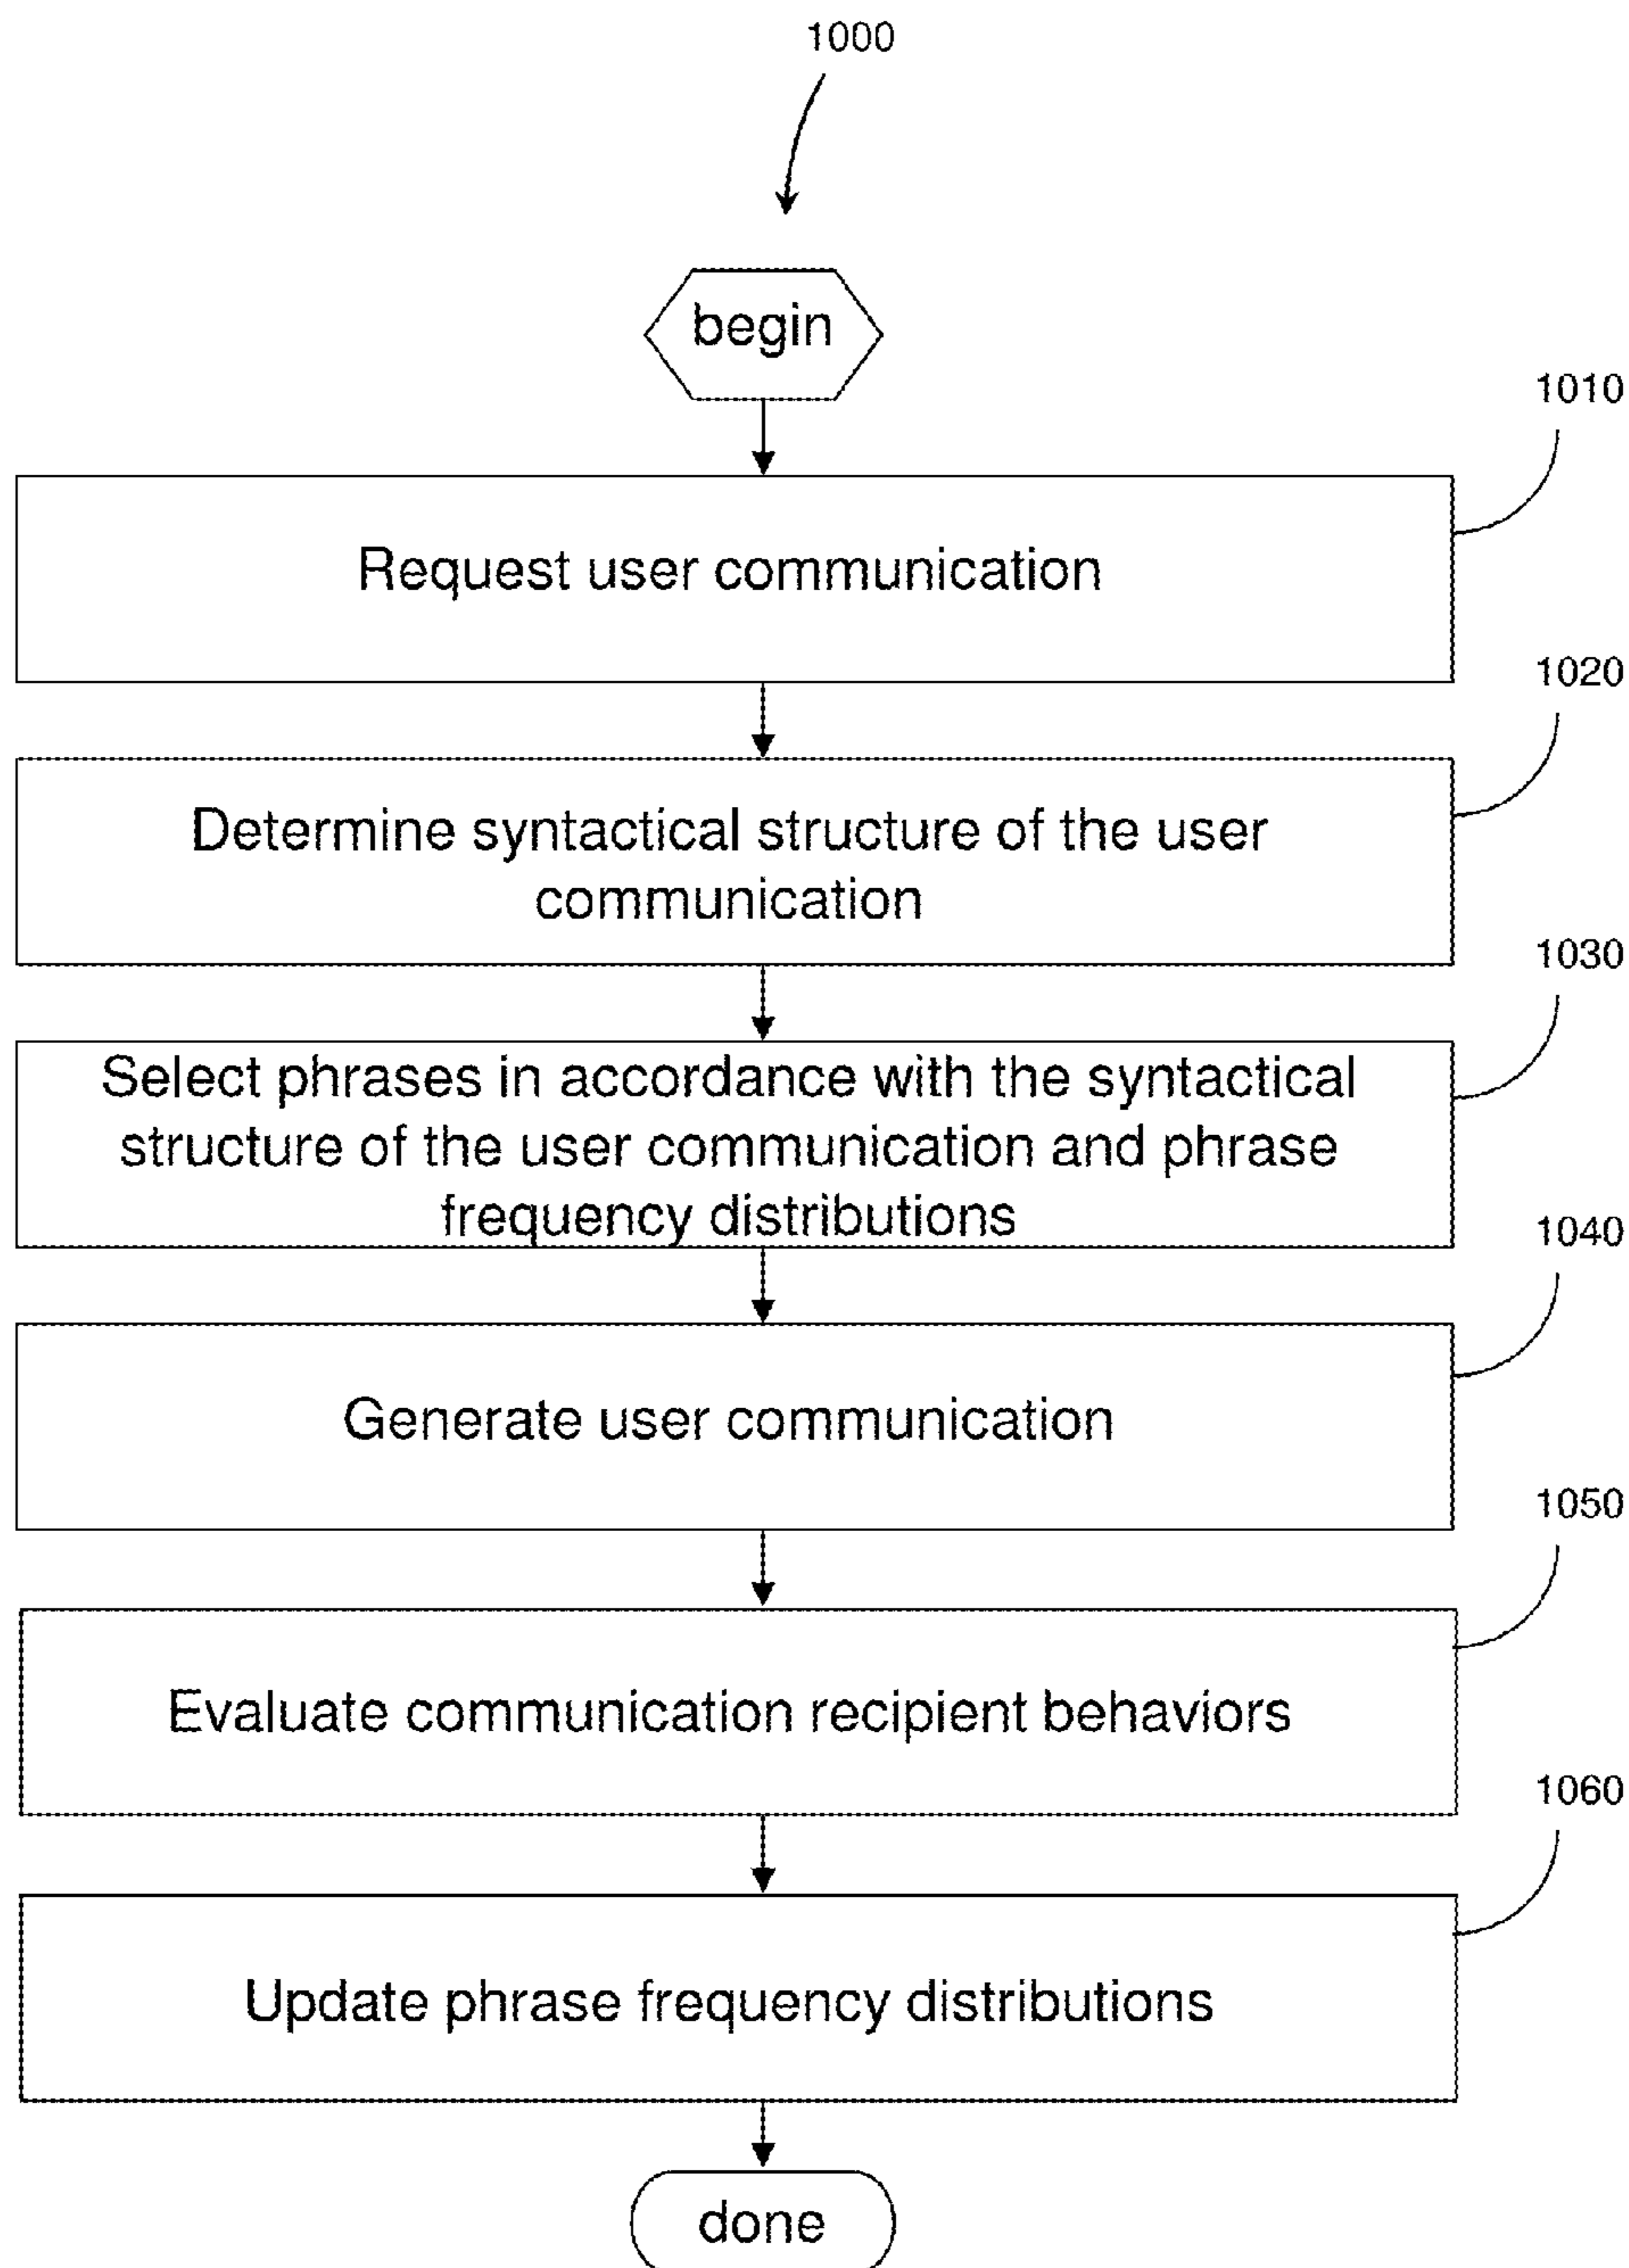 1000
begin
1010
Request user communication
1020
Determine syntactical structure of the user
communication
1030
Select phrases in accordance with the syntactical
structure of the user communication and phrase
frequency distributions
1040
Generate user communication
1050
Evaluate communication recipient behaviors
1060
Update phrase frequency distributions
done